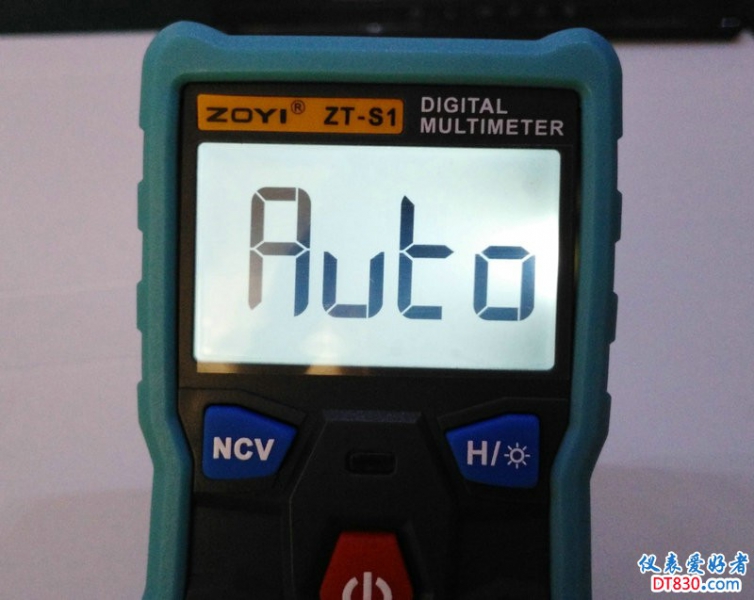 ZOYI® ZT-S1
DIGITAL
MULTIMETER
Auto
NCV
H/
仪表爱好者
DT830.com